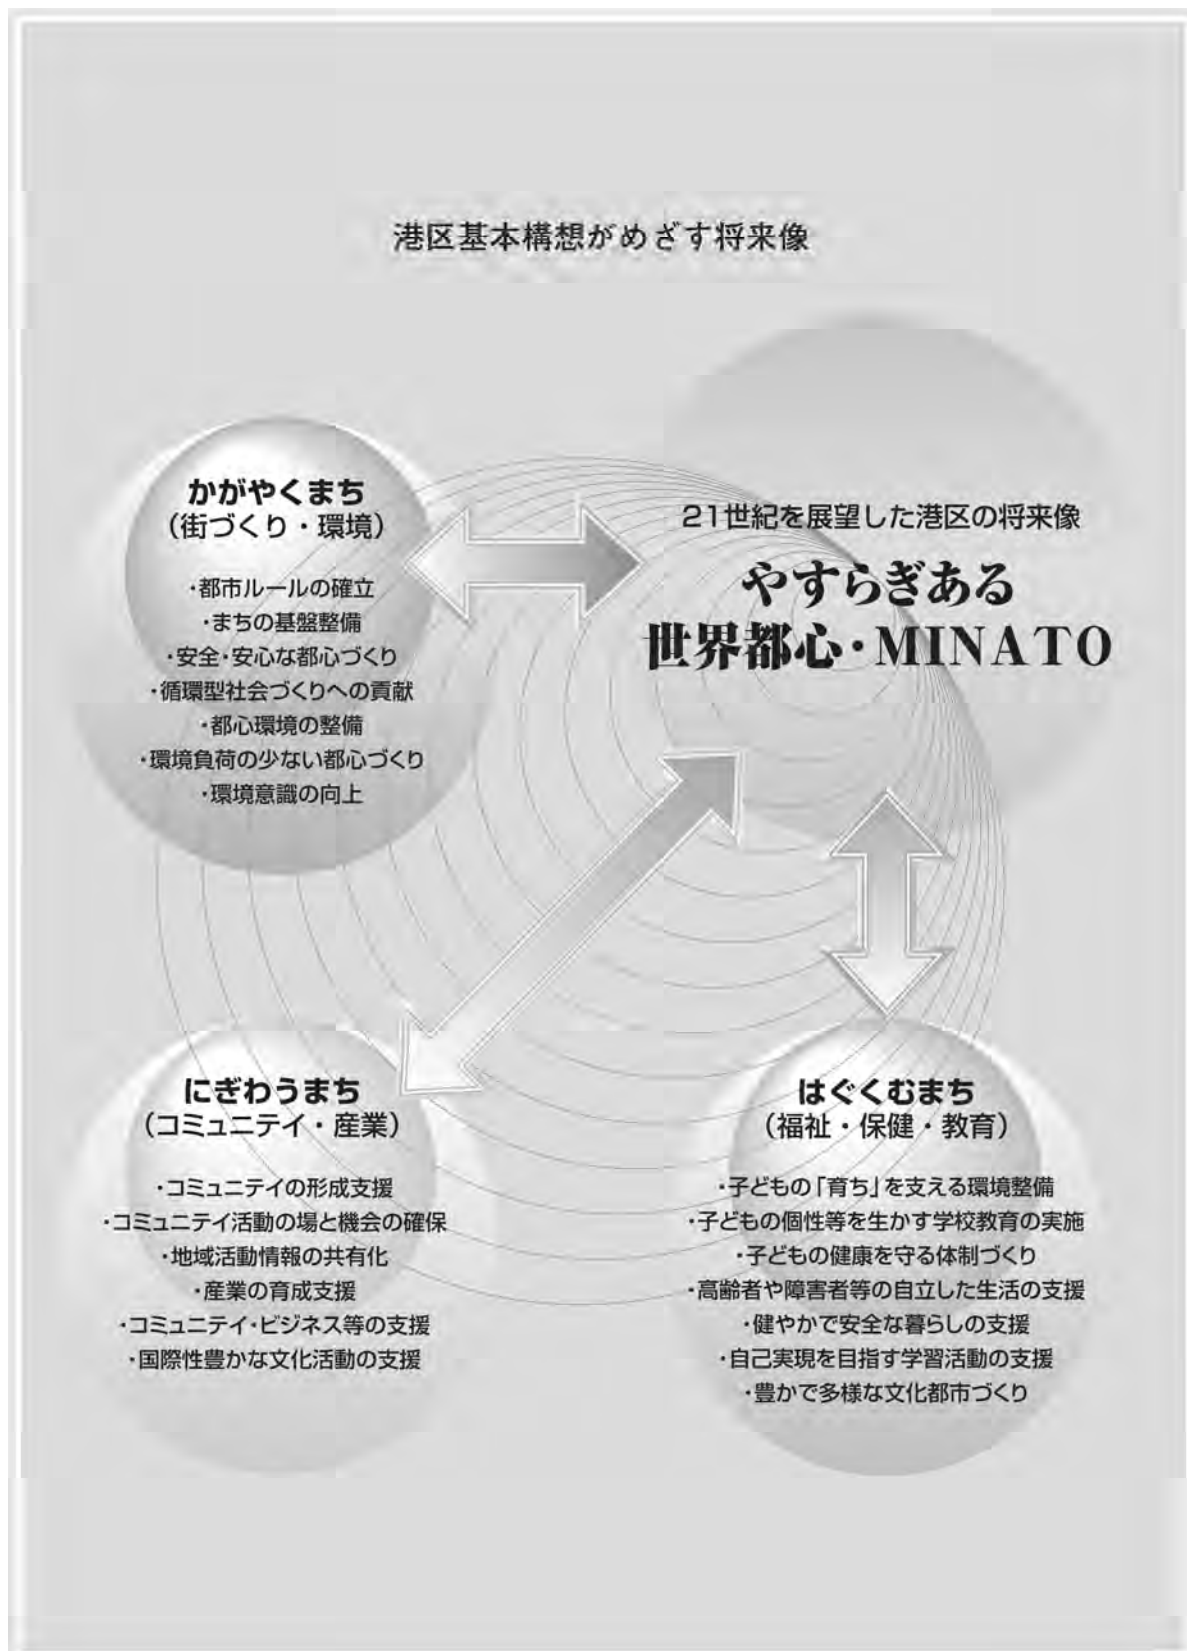 港区基本構想がめざす将来像
かがやくまち
（街づくり・環境）
・都市ルールの確立
・まちの基盤整備
・安全・安心な都心づくり
・循環型社会づくりへの貢献
・都心環境の整備
・環境負荷の少ない都心づくり
・環境意識の向上
21世紀を展望した港区の将来像
やすらぎある
世界都心・MINATO
にぎわうまち
（コミュニテイ・産業）
・コミュニテイの形成支援
・コミュニテイ活動の場と機会の確保
・地域活動情報の共有化
・産業の育成支援
・コミュニテイ・ビジネス等の支援
・国際性豊かな文化活動の支援
はぐくむまち
（福祉・保健・教育）
・子どもの「育ち」を支える環境整備
・子どもの個性等を生かす学校教育の実施
・子どもの健康を守る体制づくり
・高齢者や障害者等の自立した生活の支援
・健やかで安全な暮らしの支援
・自己実現を目指す学習活動の支援
・豊かで多様な文化都市づくり